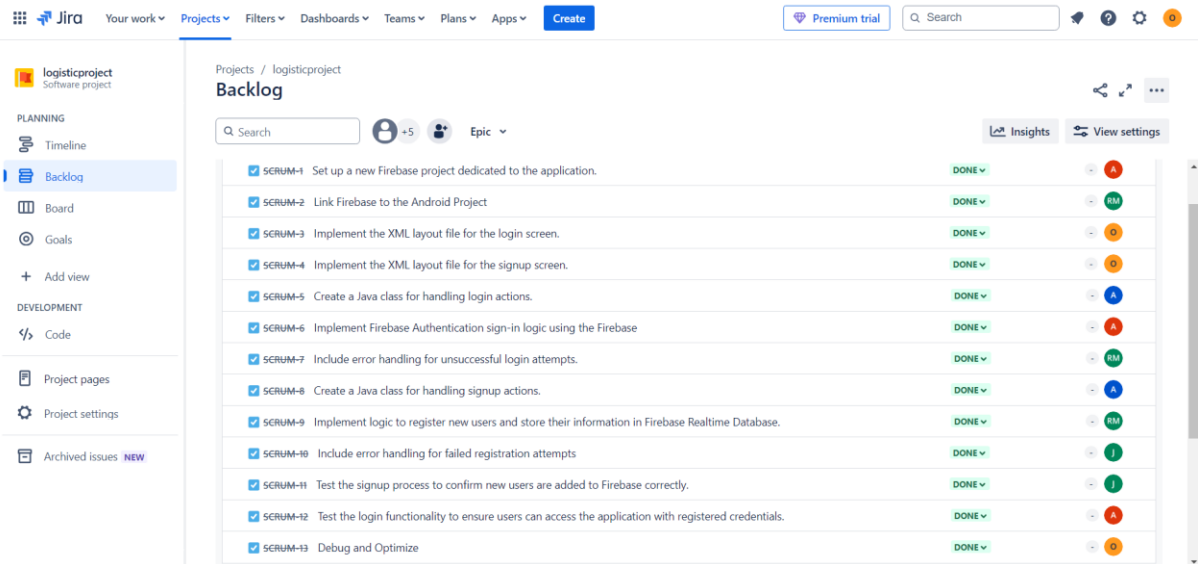 Jira Your work Projects Filters Dashboards Teams Plans Apps Create Premium trial Search O
logisticproject
Software project
PLANNING
Timeline
Backlog
Board
Goals
Add view
DEVELOPMENT
Code
Project pages
Project settings
Archived issues NEW
Projects / logisticproject
Backlog
Search +5 Epic Insights View settings
SCRUM-1 Set up a new Firebase project dedicated to the application. DONE - A
SCRUM-2 Link Firebase to the Android Project DONE - RM
SCRUM-3 Implement the XML layout file for the login screen. DONE - O
SCRUM-4 Implement the XML layout file for the signup screen. DONE - O
SCRUM-5 Create a Java class for handling login actions. DONE - A
SCRUM-6 Implement Firebase Authentication sign-in logic using the Firebase DONE - A
SCRUM-7 Include error handling for unsuccessful login attempts. DONE - RM
SCRUM-8 Create a Java class for handling signup actions. DONE - A
SCRUM-9 Implement logic to register new users and store their information in Firebase Realtime Database. DONE - RM
SCRUM-10 Include error handling for failed registration attempts DONE - J
SCRUM-11 Test the signup process to confirm new users are added to Firebase correctly. DONE - J
SCRUM-12 Test the login functionality to ensure users can access the application with registered credentials. DONE - A
SCRUM-13 Debug and Optimize DONE - O